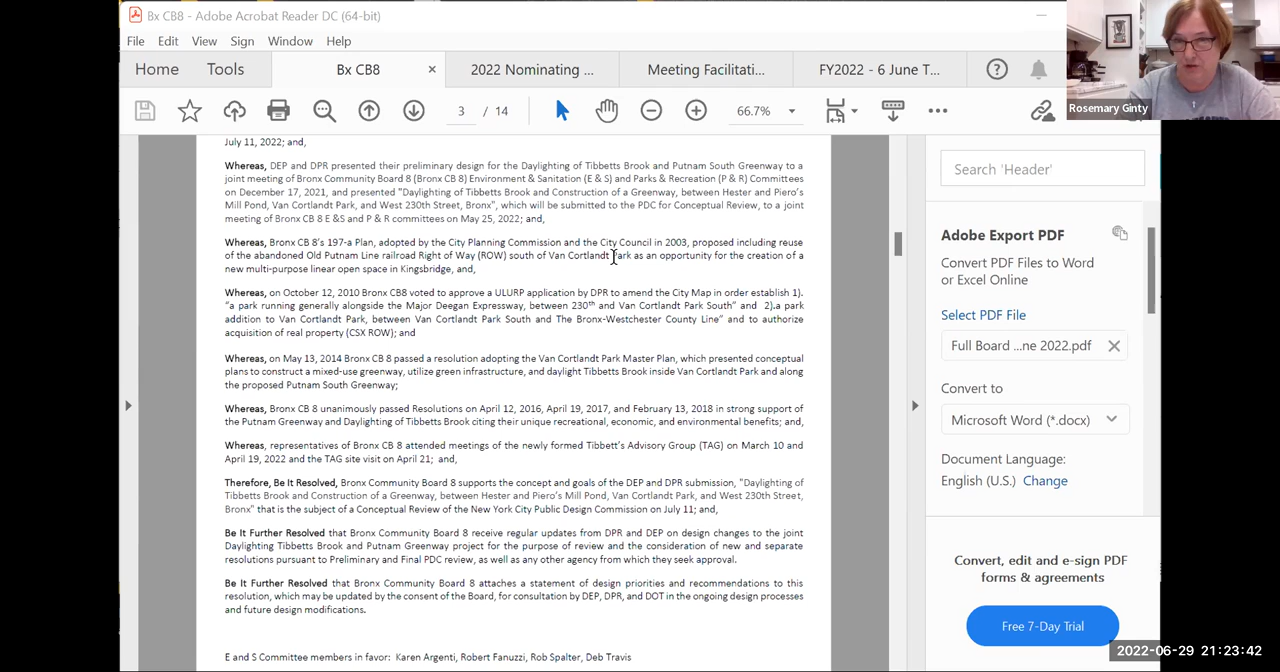 Bx CB8 - Adobe Acrobat Reader DC (64-bit)
File Edit View Sign Window Help
Home Tools Bx CB8 × 2022 Nominating ... Meeting Facilitati... FY2022 - 6 June T...
3 / 14 66.7%
Rosemary Ginty
July 11, 2022; and,
Whereas, DEP and DPR presented their preliminary design for the Daylighting of Tibbetts Brook and Putnam South Greenway to a
joint meeting of Bronx Community Board 8 (Bronx CB 8) Environment & Sanitation (E & S) and Parks & Recreation (P & R) Committees
on December 17, 2021, and presented "Daylighting of Tibbetts Brook and Construction of a Greenway, between Hester and Piero's
Mill Pond, Van Cortlandt Park, and West 230th Street, Bronx", which will be submitted to the PDC for Conceptual Review, to a joint
meeting of Bronx CB 8 E &S and P & R committees on May 25, 2022; and,
Whereas, Bronx CB 8's 197-a Plan, adopted by the City Planning Commission and the City Council in 2003, proposed including reuse
of the abandoned Old Putnam Line railroad Right of Way (ROW) south of Van Cortlandt Park as an opportunity for the creation of a
new multi-purpose linear open space in Kingsbridge, and,
Whereas, on October 12, 2010 Bronx CB8 voted to approve a ULURP application by DPR to amend the City Map in order establish 1).
"a park running generally alongside the Major Deegan Expressway, between 230th and Van Cortlandt Park South" and 2).a park
addition to Van Cortlandt Park, between Van Cortlandt Park South and The Bronx-Westchester County Line" and to authorize
acquisition of real property (CSX ROW); and
Whereas, on May 13, 2014 Bronx CB 8 passed a resolution adopting the Van Cortlandt Park Master Plan, which presented conceptual
plans to construct a mixed-use greenway, utilize green infrastructure, and daylight Tibbetts Brook inside Van Cortlandt Park and along
the proposed Putnam South Greenway;
Whereas, Bronx CB 8 unanimously passed Resolutions on April 12, 2016, April 19, 2017, and February 13, 2018 in strong support of
the Putnam Greenway and Daylighting of Tibbetts Brook citing their unique recreational, economic, and environmental benefits; and,
Whereas, representatives of Bronx CB 8 attended meetings of the newly formed Tibbett's Advisory Group (TAG) on March 10 and
April 19, 2022 and the TAG site visit on April 21; and,
Therefore, Be It Resolved, Bronx Community Board 8 supports the concept and goals of the DEP and DPR submission, "Daylighting of
Tibbetts Brook and Construction of a Greenway, between Hester and Piero's Mill Pond, Van Cortlandt Park, and West 230th Street,
Bronx" that is the subject of a Conceptual Review of the New York City Public Design Commission on July 11; and,
Be It Further Resolved that Bronx Community Board 8 receive regular updates from DPR and DEP on design changes to the joint
Daylighting Tibbetts Brook and Putnam Greenway project for the purpose of review and the consideration of new and separate
resolutions pursuant to Preliminary and Final PDC review, as well as any other agency from which they seek approval.
Be It Further Resolved that Bronx Community Board 8 attaches a statement of design priorities and recommendations to this
resolution, which may be updated by the consent of the Board, for consultation by DEP, DPR, and DOT in the ongoing design processes
and future design modifications.
E and S Committee members in favor: Karen Argenti, Robert Fanuzzi, Rob Spalter, Deb Travis
Search 'Header'
Adobe Export PDF
Convert PDF Files to Word
or Excel Online
Select PDF File
Full Board ...ne 2022.pdf
Convert to
Microsoft Word (*.docx)
Document Language:
English (U.S.) Change
Convert, edit and e-sign PDF
forms & agreements
Free 7-Day Trial
2022-06-29 21:23:42